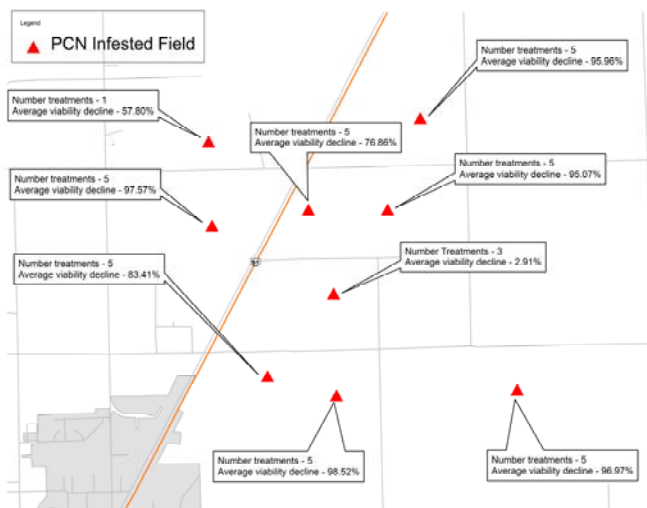 Legend
PCN Infested Field
Number treatments - 5
Average viability decline - 95.96%
Number treatments - 1
Average viability decline - 57.80%
Number treatments - 5
Average viability decline - 76.86%
Number treatments - 5
Average viability decline - 95.07%
Number treatments - 5
Average viability decline - 97.57%
Number Treatments - 3
Average viability decline - 2.91%
Number treatments - 5
Average viability decline - 83.41%
Number treatments - 5
Average viability decline - 98.52%
Number treatments - 5
Average viability decline - 96.97%